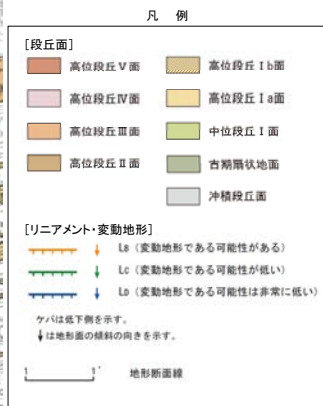 凡 例
[段丘面]
高位段丘Ⅴ面
高位段丘Ⅰb面
高位段丘Ⅳ面
高位段丘Ⅰa面
高位段丘Ⅲ面
中位段丘Ⅰ面
高位段丘Ⅱ面
古期扇状地面
沖積段丘面
[リニアメント・変動地形]
LB (変動地形である可能性がある)
LC (変動地形である可能性が低い)
LD (変動地形である可能性は非常に低い)
ケバは低下側を示す。
↓は地形面の傾斜の向きを示す。
1 1'
地形断面線